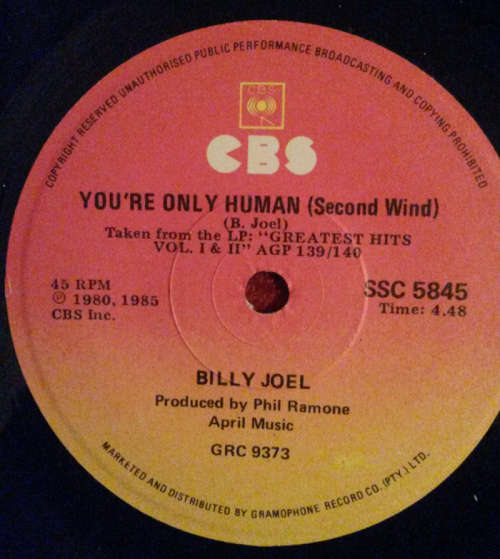 COPYRIGHT RESERVED UNAUTHORISED PUBLIC PERFORMANCE BROADCASTING AND COPYING PROHIBITED
CBS
CBS
YOU'RE ONLY HUMAN (Second Wind)
(B. Joel)
Taken from the LP: "GREATEST HITS
VOL. I & II" AGP 139/140
45 RPM
℗ 1980, 1985
CBS Inc.
SSC 5845
Time: 4.48
BILLY JOEL
Produced by Phil Ramone
April Music
GRC 9373
MARKETED AND DISTRIBUTED BY GRAMOPHONE RECORD CO. (PTY.) LTD.